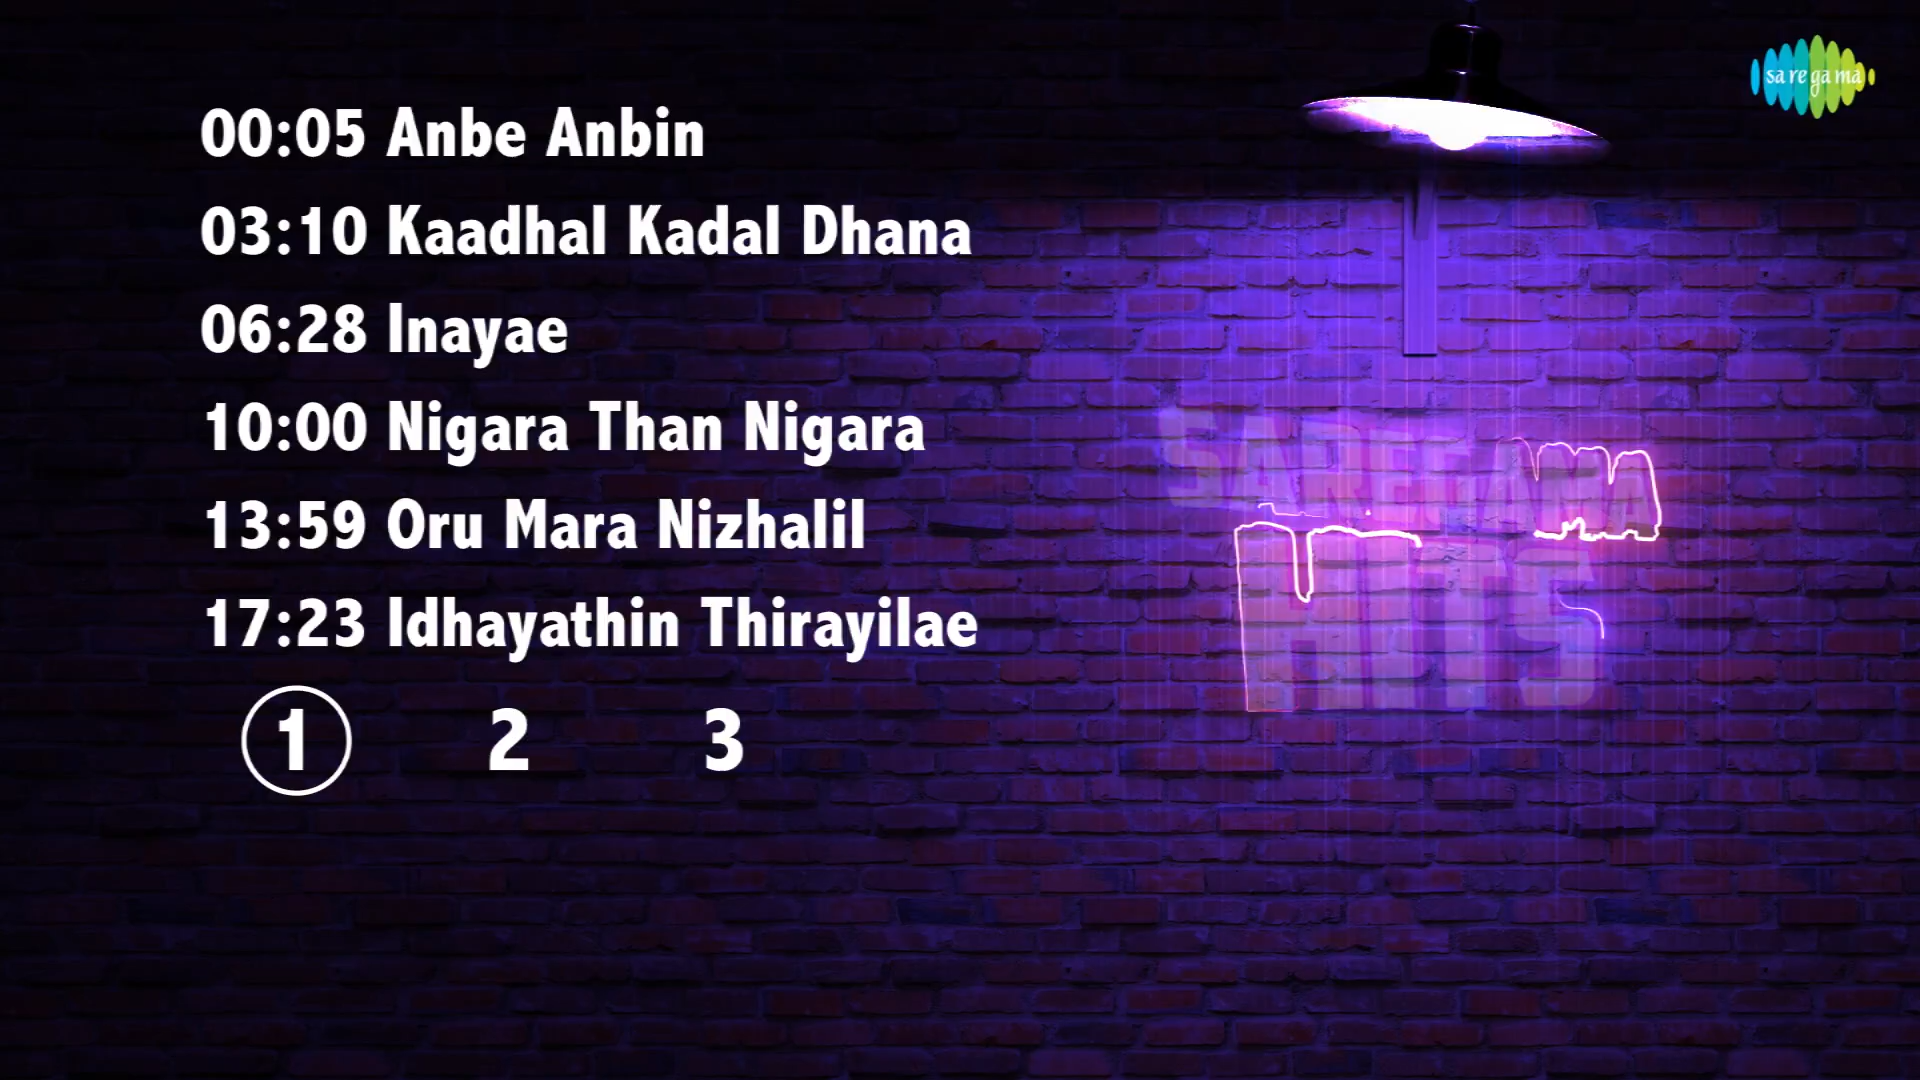 saregama
00:05 Anbe Anbin
03:10 Kaadhal Kadal Dhana
06:28 Inayae
10:00 Nigara Than Nigara
13:59 Oru Mara Nizhalil
17:23 Idhayathin Thirayilae
1 2 3
SAREGAMA
HITS